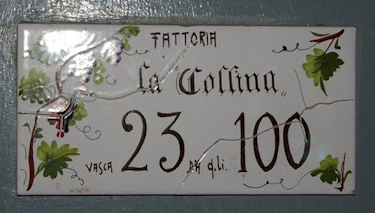 FATTORIA
La Collina"
VASCA 23 DA q.li. 100